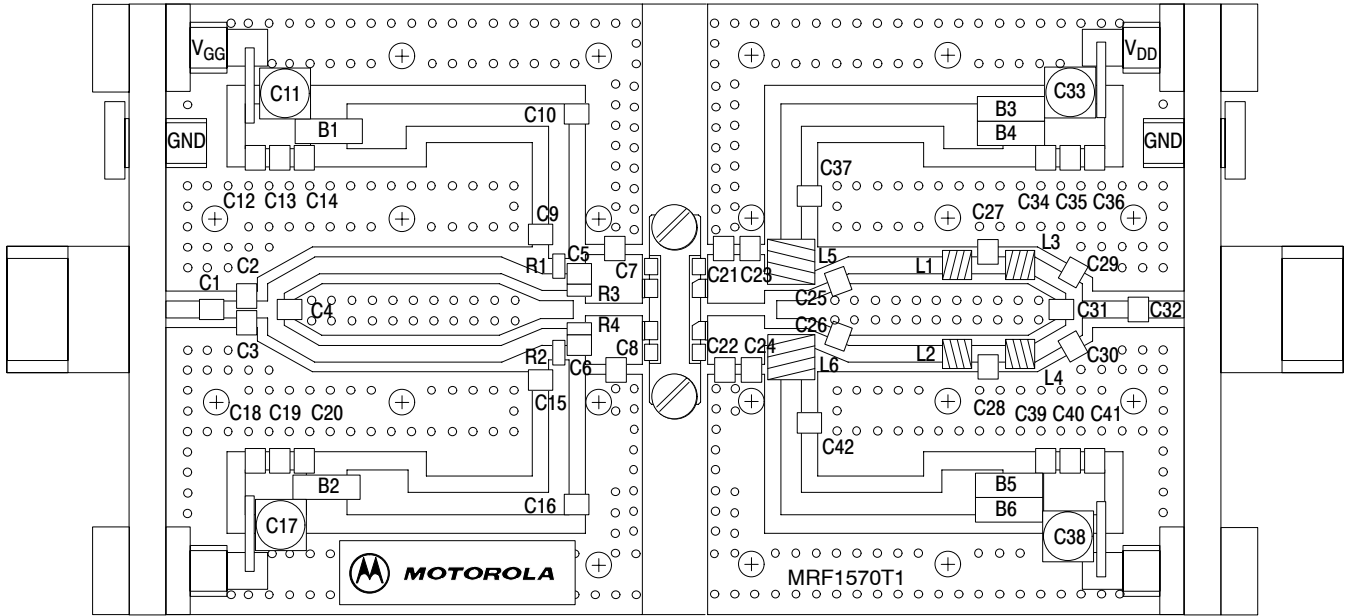 VGG
C11
C10
B1
GND
C12 C13 C14
C9
C2
C1
C4
C3
R1
C5
C7
R3
R4
C8
R2
C6
C15
C18 C19 C20
B2
C16
C17
MOTOROLA
VDD
C33
B3
B4
GND
C37
C34 C35 C36
C27
L3
L5
L1
C29
C21 C23
C25
C31 C32
C26
C22 C24
L2
C30
L6
L4
C28
C39 C40 C41
C42
B5
B6
C38
MRF1570T1